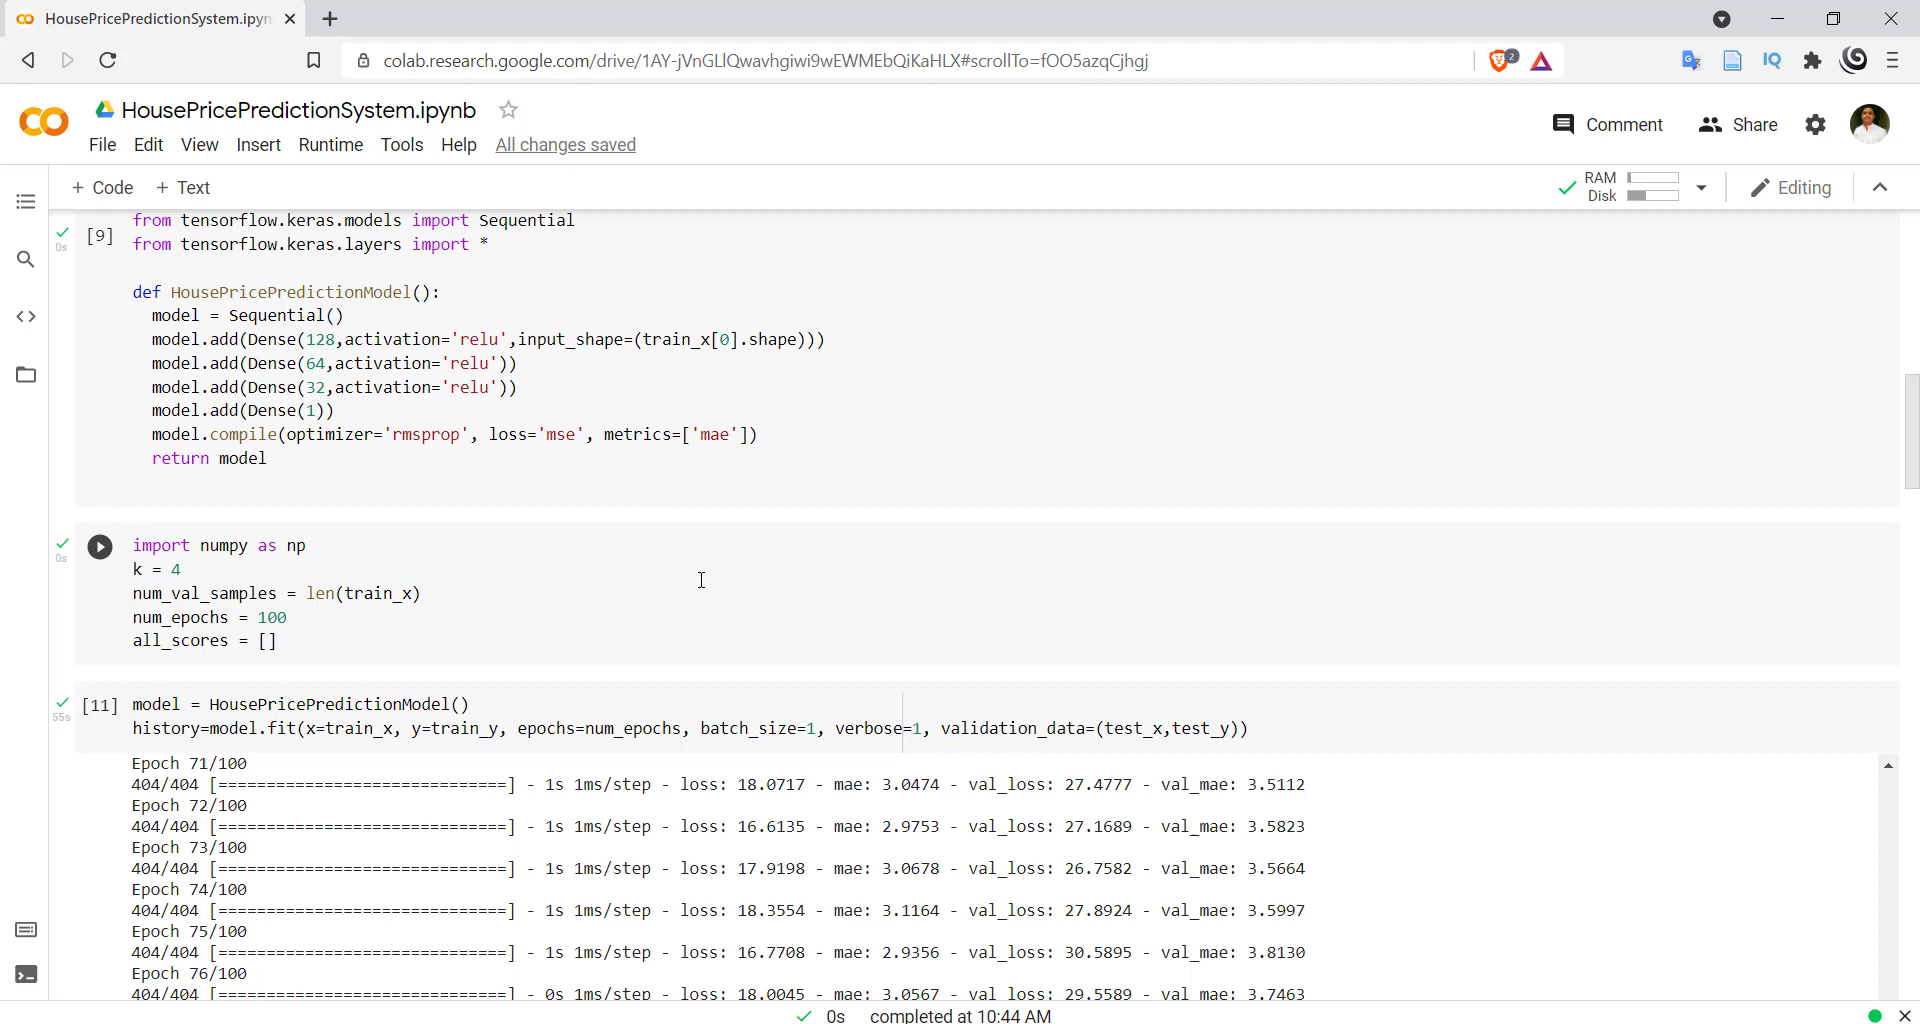 HousePricePredictionSystem.ipyn
colab.research.google.com/drive/1AY-jVnGLlQwavhgiwi9wEWMEbQiKaHLX#scrollTo=fOO5azqCjhgj
2
HousePricePredictionSystem.ipynb
File Edit View Insert Runtime Tools Help All changes saved
Comment
Share
+ Code + Text
RAM
Disk
Editing
0s
[9]
from tensorflow.keras.models import Sequential
from tensorflow.keras.layers import *
def HousePricePredictionModel():
model = Sequential()
model.add(Dense(128,activation='relu',input_shape=(train_x[0].shape)))
model.add(Dense(64,activation='relu'))
model.add(Dense(32,activation='relu'))
model.add(Dense(1))
model.compile(optimizer='rmsprop', loss='mse', metrics=['mae'])
return model
0s
import numpy as np
k = 4
num_val_samples = len(train_x)
num_epochs = 100
all_scores = []
55s
[11]
model = HousePricePredictionModel()
history=model.fit(x=train_x, y=train_y, epochs=num_epochs, batch_size=1, verbose=1, validation_data=(test_x,test_y))
Epoch 71/100
404/404 [==============================] - 1s 1ms/step - loss: 18.0717 - mae: 3.0474 - val_loss: 27.4777 - val_mae: 3.5112
Epoch 72/100
404/404 [==============================] - 1s 1ms/step - loss: 16.6135 - mae: 2.9753 - val_loss: 27.1689 - val_mae: 3.5823
Epoch 73/100
404/404 [==============================] - 1s 1ms/step - loss: 17.9198 - mae: 3.0678 - val_loss: 26.7582 - val_mae: 3.5664
Epoch 74/100
404/404 [==============================] - 1s 1ms/step - loss: 18.3554 - mae: 3.1164 - val_loss: 27.8924 - val_mae: 3.5997
Epoch 75/100
404/404 [==============================] - 1s 1ms/step - loss: 16.7708 - mae: 2.9356 - val_loss: 30.5895 - val_mae: 3.8130
Epoch 76/100
404/404 [==============================] - 0s 1ms/step - loss: 18.0045 - mae: 3.0567 - val_loss: 29.5589 - val_mae: 3.7463
0s completed at 10:44 AM